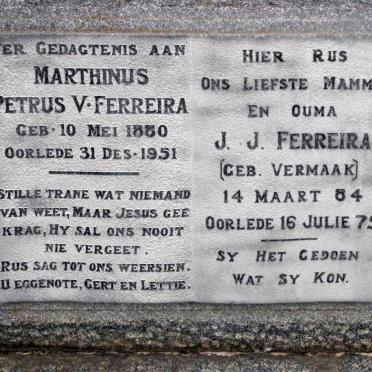 TER GEDAGTENIS AAN
MARTHINUS
PETRUS V. FERREIRA
GEB. 10 MEI 1880
OORLEDE 31 DES. 1951
STILLE TRANE WAT NIEMAND
VAN WEET, MAAR JESUS GEE
KRAG, HY SAL ONS NOOIT
NIE VERGEET.
RUS SAG TOT ONS WEERSIEN.
U EGGENOTE, GERT EN LETTIE.
HIER RUS
ONS LIEFSTE MAMM
EN OUMA
J. J. FERREIRA
(GEB. VERMAAK)
14 MAART 84
OORLEDE 16 JULIE 75
SY HET GEDOEN
WAT SY KON.